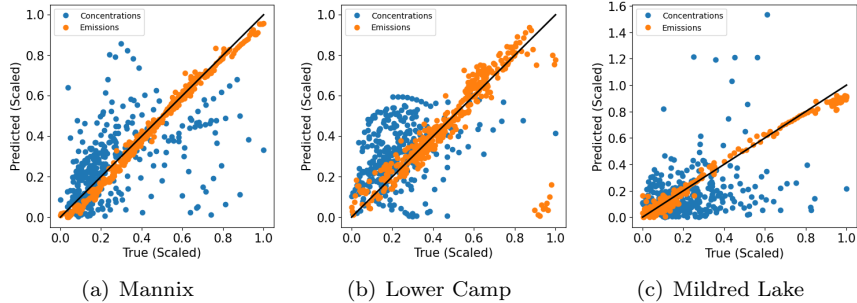 Concentrations
Emissions
Predicted (Scaled)
1.0
0.8
0.6
0.4
0.2
0.0
0.0 0.2 0.4 0.6 0.8 1.0
True (Scaled)
(a) Mannix
Concentrations
Emissions
Predicted (Scaled)
1.0
0.8
0.6
0.4
0.2
0.0
0.0 0.2 0.4 0.6 0.8 1.0
True (Scaled)
(b) Lower Camp
Concentrations
Emissions
Predicted (Scaled)
1.6
1.4
1.2
1.0
0.8
0.6
0.4
0.2
0.0
0.0 0.2 0.4 0.6 0.8 1.0
True (Scaled)
(c) Mildred Lake